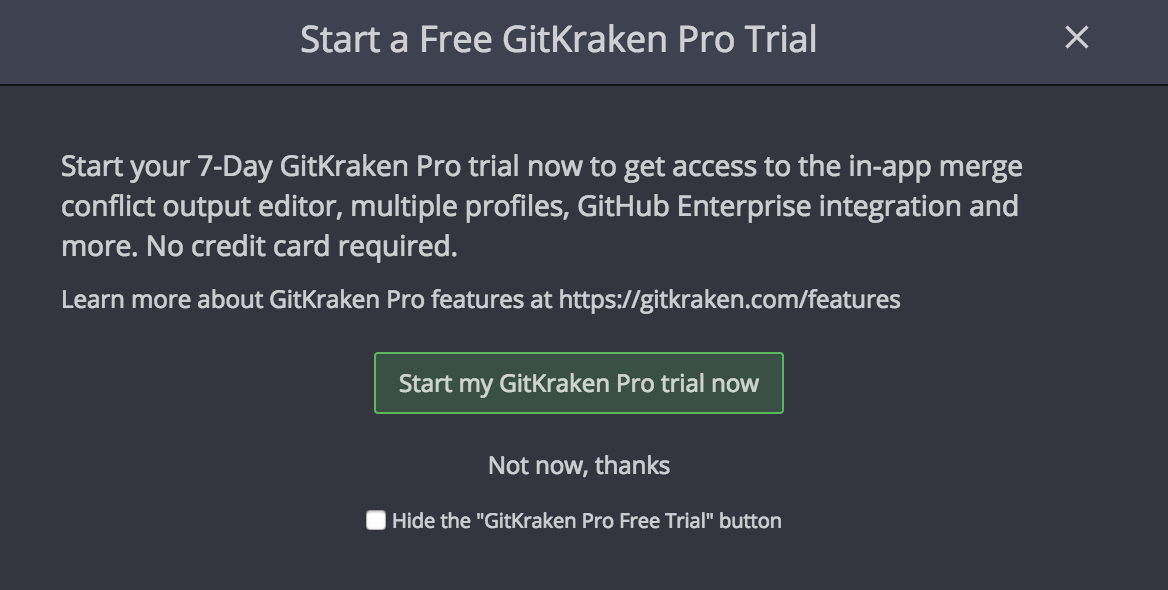 Start a Free GitKraken Pro Trial
Start your 7-Day GitKraken Pro trial now to get access to the in-app merge
conflict output editor, multiple profiles, GitHub Enterprise integration and
more. No credit card required.
Learn more about GitKraken Pro features at https://gitkraken.com/features
Start my GitKraken Pro trial now
Not now, thanks
Hide the "GitKraken Pro Free Trial" button